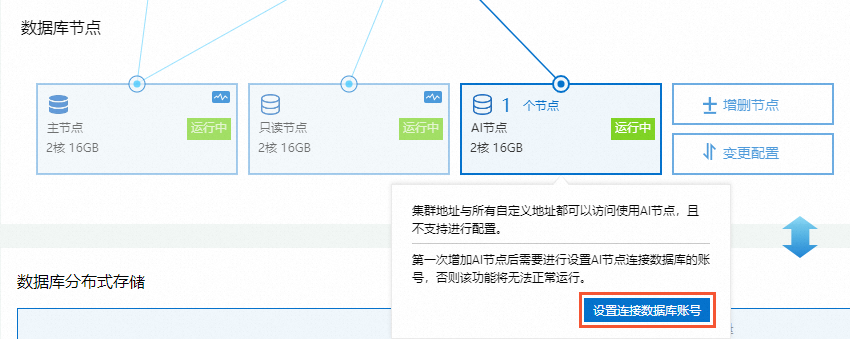 数据库节点
主节点
运行中
2核 16GB
只读节点
运行中
2核 16GB
1 个节点
AI节点
运行中
2核 16GB
增删节点
变更配置
集群地址与所有自定义地址都可以访问使用AI节点，且
不支持进行配置。
第一次增加AI节点后需要进行设置AI节点连接数据库的账
号，否则该功能将无法正常运行。
设置连接数据库账号
数据库分布式存储